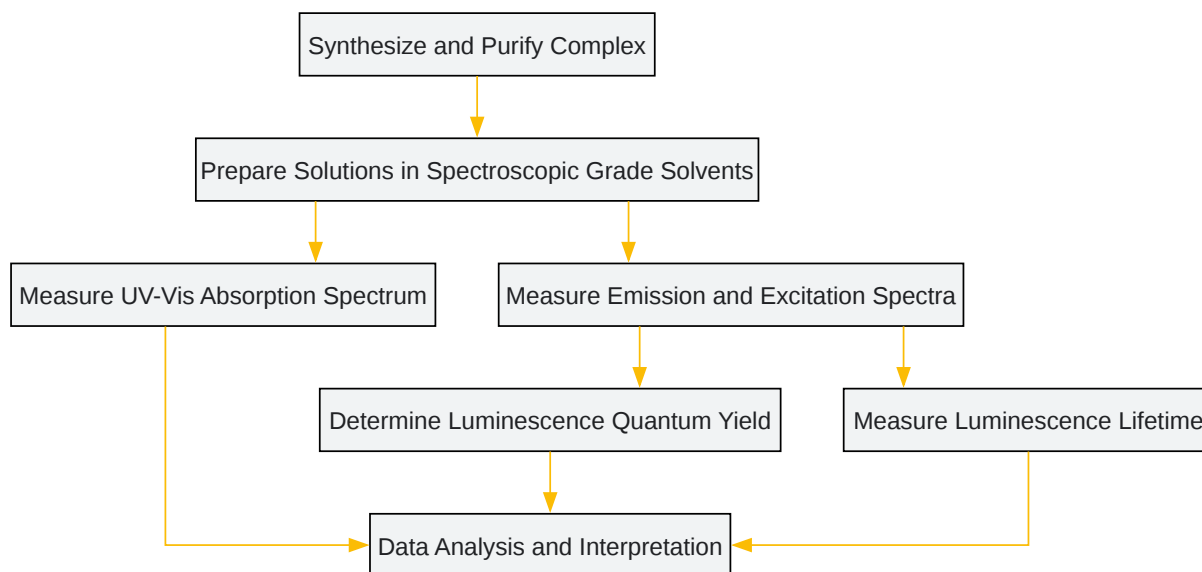 Synthesize and Purify Complex
Prepare Solutions in Spectroscopic Grade Solvents
Measure UV-Vis Absorption Spectrum
Measure Emission and Excitation Spectra
Determine Luminescence Quantum Yield
Measure Luminescence Lifetime
Data Analysis and Interpretation